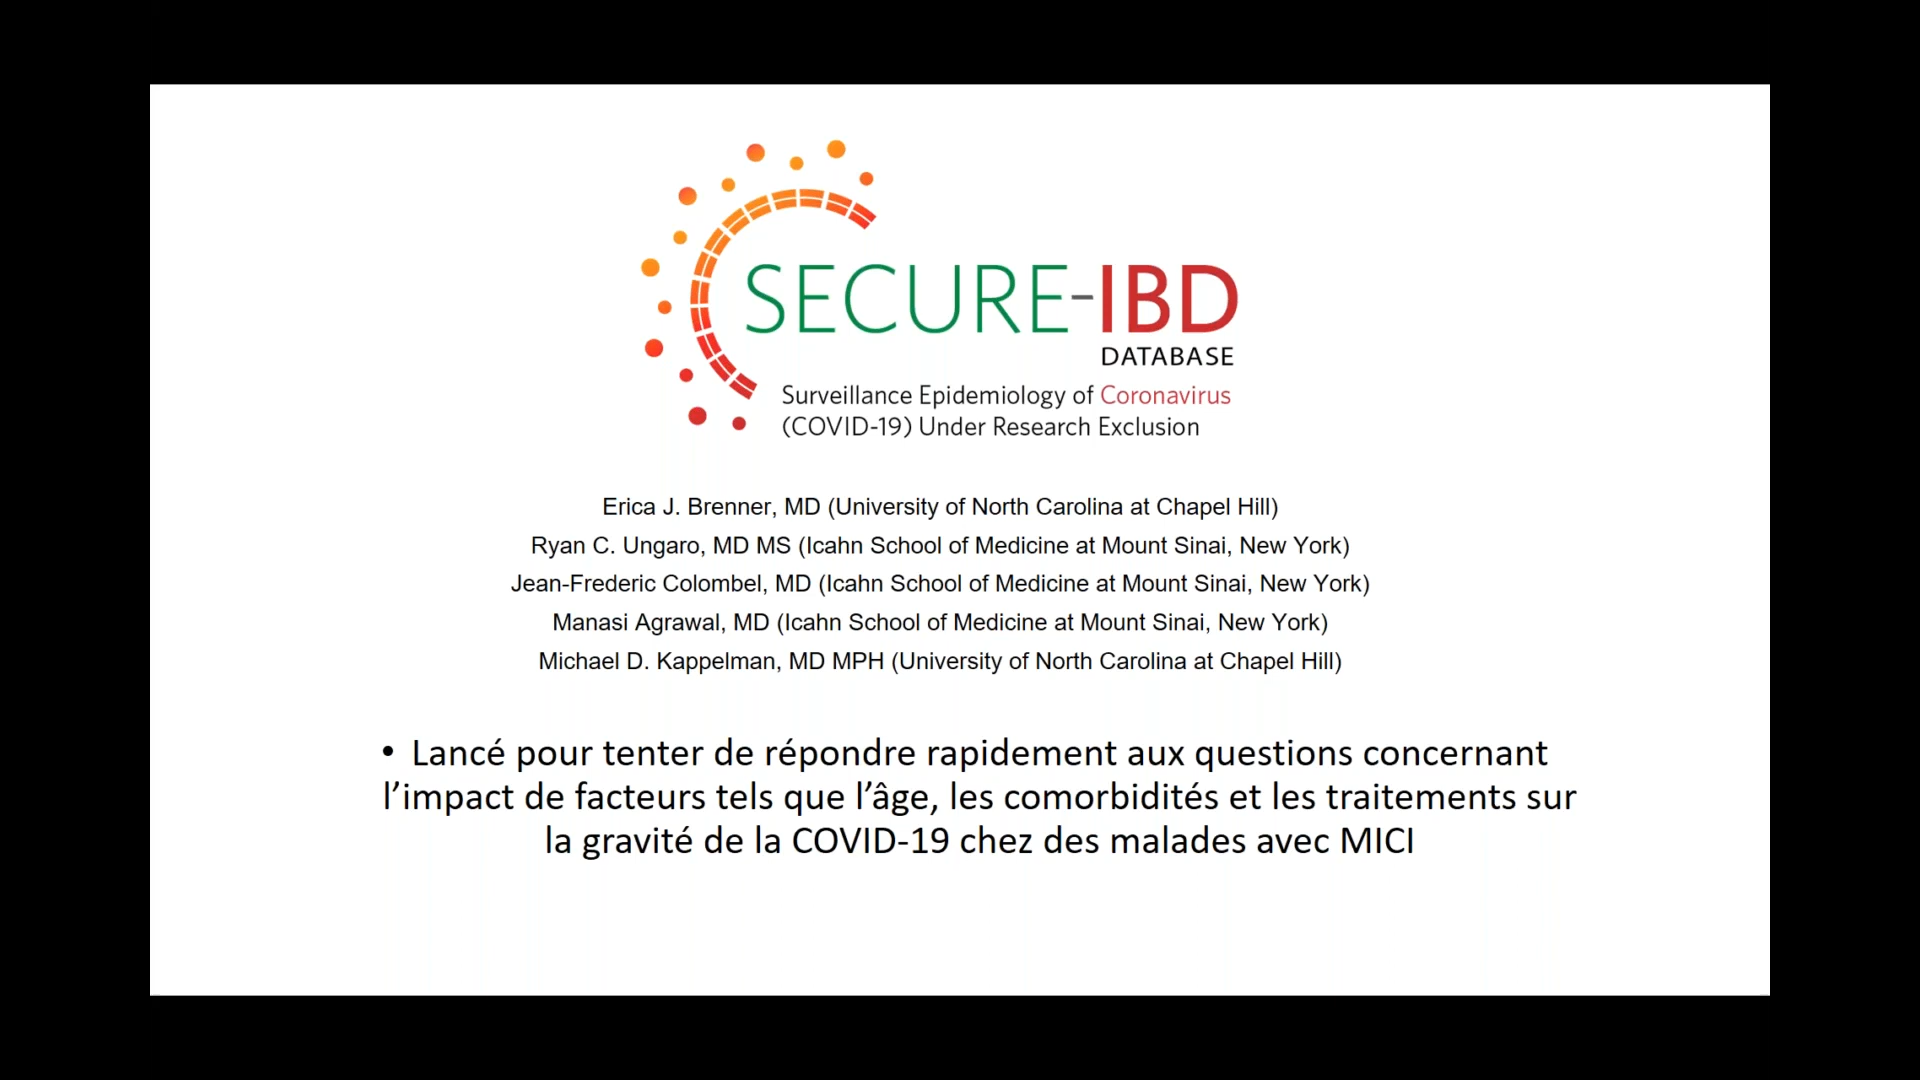 SECURE-IBD
DATABASE
Surveillance Epidemiology of Coronavirus
(COVID-19) Under Research Exclusion
Erica J. Brenner, MD (University of North Carolina at Chapel Hill)
Ryan C. Ungaro, MD MS (Icahn School of Medicine at Mount Sinai, New York)
Jean-Frederic Colombel, MD (Icahn School of Medicine at Mount Sinai, New York)
Manasi Agrawal, MD (Icahn School of Medicine at Mount Sinai, New York)
Michael D. Kappelman, MD MPH (University of North Carolina at Chapel Hill)
• Lancé pour tenter de répondre rapidement aux questions concernant
l’impact de facteurs tels que l’âge, les comorbidités et les traitements sur
la gravité de la COVID-19 chez des malades avec MICI